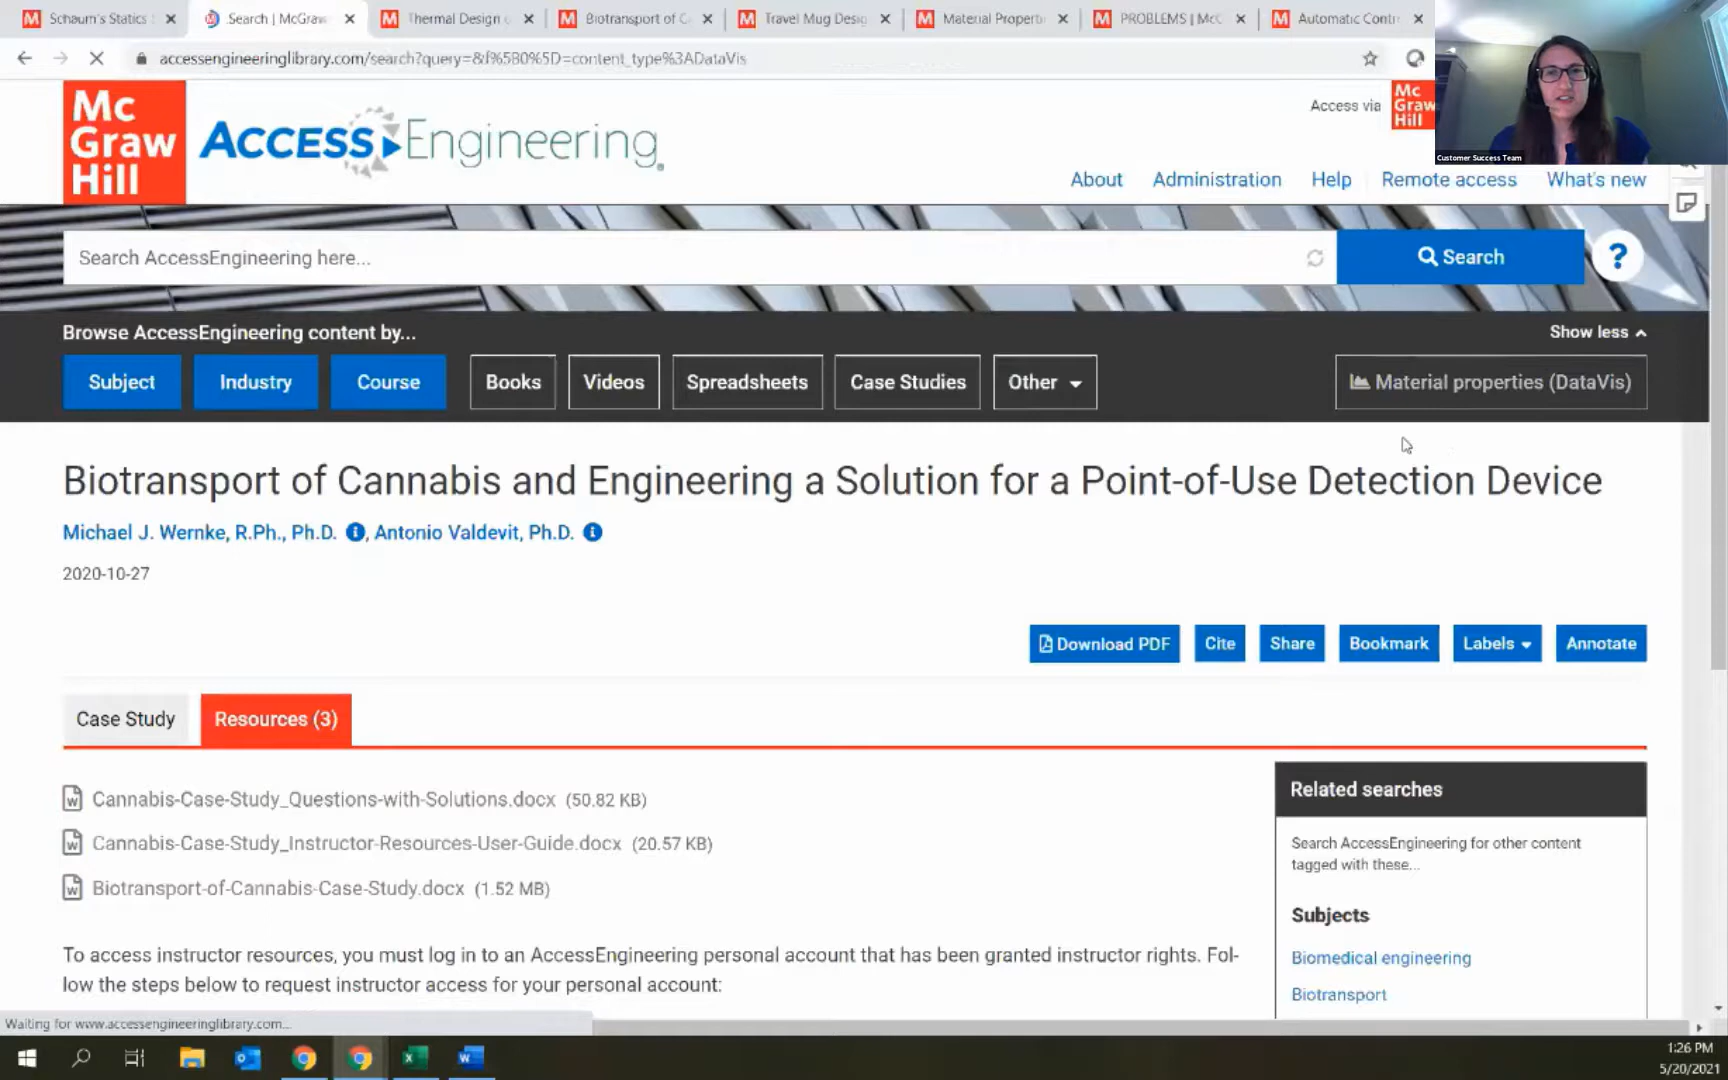 Schaum's Statics
Search | McGraw
Thermal Design
Biotransport of C
Travel Mug Desig
Material Properti
PROBLEMS | McG
Automatic Contr
accessengineeringlibrary.com/search?query=&f%5B0%5D=content_type%3ADataVis
Mc
Graw
Hill
ACCESS Engineering
Access via
Mc
Graw
Hill
Customer Success Team
About
Administration
Help
Remote access
What's new
Search AccessEngineering here...
Search
?
Browse AccessEngineering content by...
Show less
Subject
Industry
Course
Books
Videos
Spreadsheets
Case Studies
Other
Material properties (DataVis)
Biotransport of Cannabis and Engineering a Solution for a Point-of-Use Detection Device
Michael J. Wernke, R.Ph., Ph.D. , Antonio Valdevit, Ph.D.
2020-10-27
Download PDF
Cite
Share
Bookmark
Labels
Annotate
Case Study
Resources (3)
Cannabis-Case-Study_Questions-with-Solutions.docx (50.82 KB)
Cannabis-Case-Study_Instructor-Resources-User-Guide.docx (20.57 KB)
Biotransport-of-Cannabis-Case-Study.docx (1.52 MB)
To access instructor resources, you must log in to an AccessEngineering personal account that has been granted instructor rights. Fol-
low the steps below to request instructor access for your personal account:
Related searches
Search AccessEngineering for other content
tagged with these...
Subjects
Biomedical engineering
Biotransport
Waiting for www.accessengineeringlibrary.com...
1:26 PM
5/20/2021